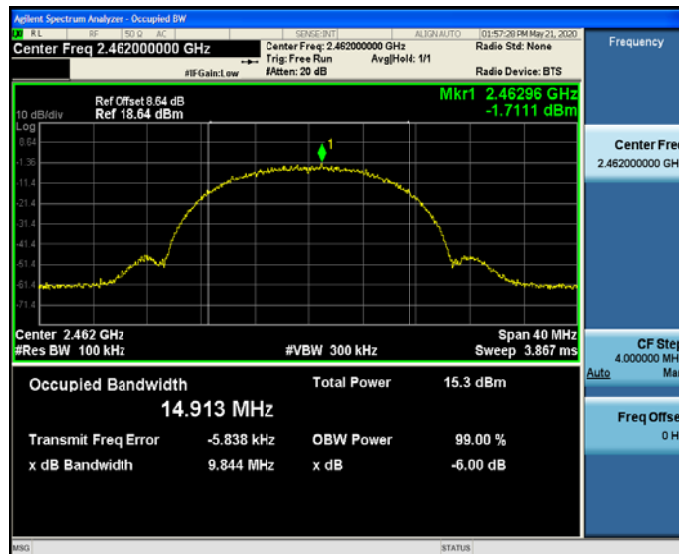 Agilent Spectrum Analyzer - Occupied BW
RL RF 50 Ω AC SENSE:INT ALIGN AUTO 01:57:28 PM May 21, 2020
Center Freq 2.462000000 GHz
Center Freq: 2.462000000 GHz
Radio Std: None
Trig: Free Run Avg|Hold: 1/1
#IFGain:Low #Atten: 20 dB Radio Device: BTS
Frequency
Ref Offset 8.64 dB
10 dB/div Ref 18.64 dBm
Mkr1 2.46296 GHz
-1.7111 dBm
Log
8.64
-1.36
-11.4
-21.4
-31.4
-41.4
-51.4
-61.4
-71.4
1
Center 2.462 GHz Span 40 MHz
#Res BW 100 kHz #VBW 300 kHz Sweep 3.867 ms
Occupied Bandwidth Total Power 15.3 dBm
14.913 MHz
Transmit Freq Error -5.838 kHz OBW Power 99.00 %
x dB Bandwidth 9.844 MHz x dB -6.00 dB
Center Fre
2.462000000 GH
CF Step
4.000000 MH
Auto Ma
Freq Offse
0 H
MSG STATUS